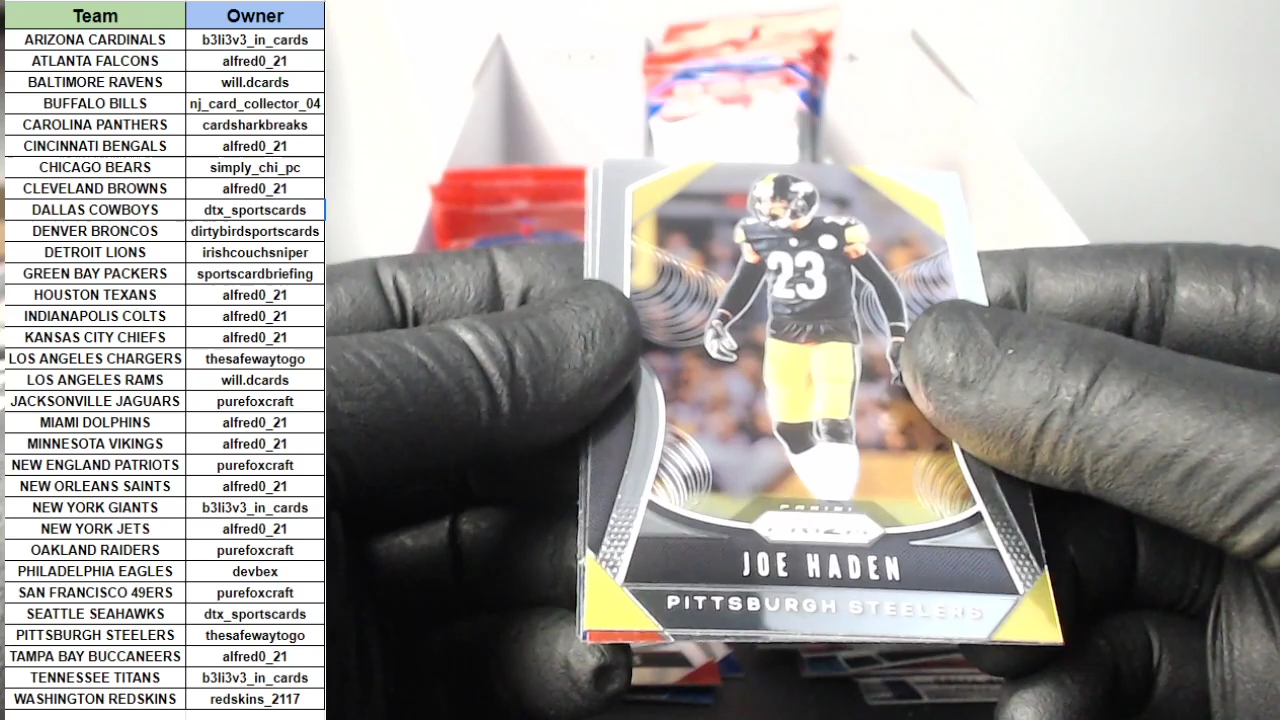 Team Owner
ARIZONA CARDINALS b3li3v3_in_cards
ATLANTA FALCONS alfred0_21
BALTIMORE RAVENS will.dcards
BUFFALO BILLS nj_card_collector_04
CAROLINA PANTHERS cardsharkbreaks
CINCINNATI BENGALS alfred0_21
CHICAGO BEARS simply_chi_pc
CLEVELAND BROWNS alfred0_21
DALLAS COWBOYS dtx_sportscards
DENVER BRONCOS dirtybirdsportscards
DETROIT LIONS irishcouchsniper
GREEN BAY PACKERS sportscardbriefing
HOUSTON TEXANS alfred0_21
INDIANAPOLIS COLTS alfred0_21
KANSAS CITY CHIEFS alfred0_21
LOS ANGELES CHARGERS thesafewaytogo
LOS ANGELES RAMS will.dcards
JACKSONVILLE JAGUARS purefoxcraft
MIAMI DOLPHINS alfred0_21
MINNESOTA VIKINGS alfred0_21
NEW ENGLAND PATRIOTS purefoxcraft
NEW ORLEANS SAINTS alfred0_21
NEW YORK GIANTS b3li3v3_in_cards
NEW YORK JETS alfred0_21
OAKLAND RAIDERS purefoxcraft
PHILADELPHIA EAGLES devbex
SAN FRANCISCO 49ERS purefoxcraft
SEATTLE SEAHAWKS dtx_sportscards
PITTSBURGH STEELERS thesafewaytogo
TAMPA BAY BUCCANEERS alfred0_21
TENNESSEE TITANS b3li3v3_in_cards
WASHINGTON REDSKINS redskins_2117
23
PANINI
PRIZM
JOE HADEN
PITTSBURGH STEELERS